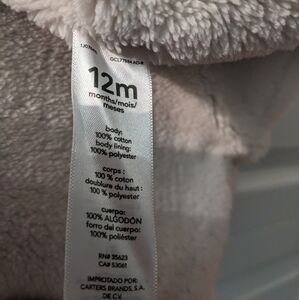 12m
months/mois/
meses
body:
100% cotton
body lining:
100% polyester
corps :
100 % coton
doublure du haut :
100 % polyester
cuerpo:
100% ALGODÓN
forro del cuerpo:
100% poliéster
RN# 35623
CA# 53061
IMPORTADO POR:
CARTERS BRANDS, S.A.
DE C.V.